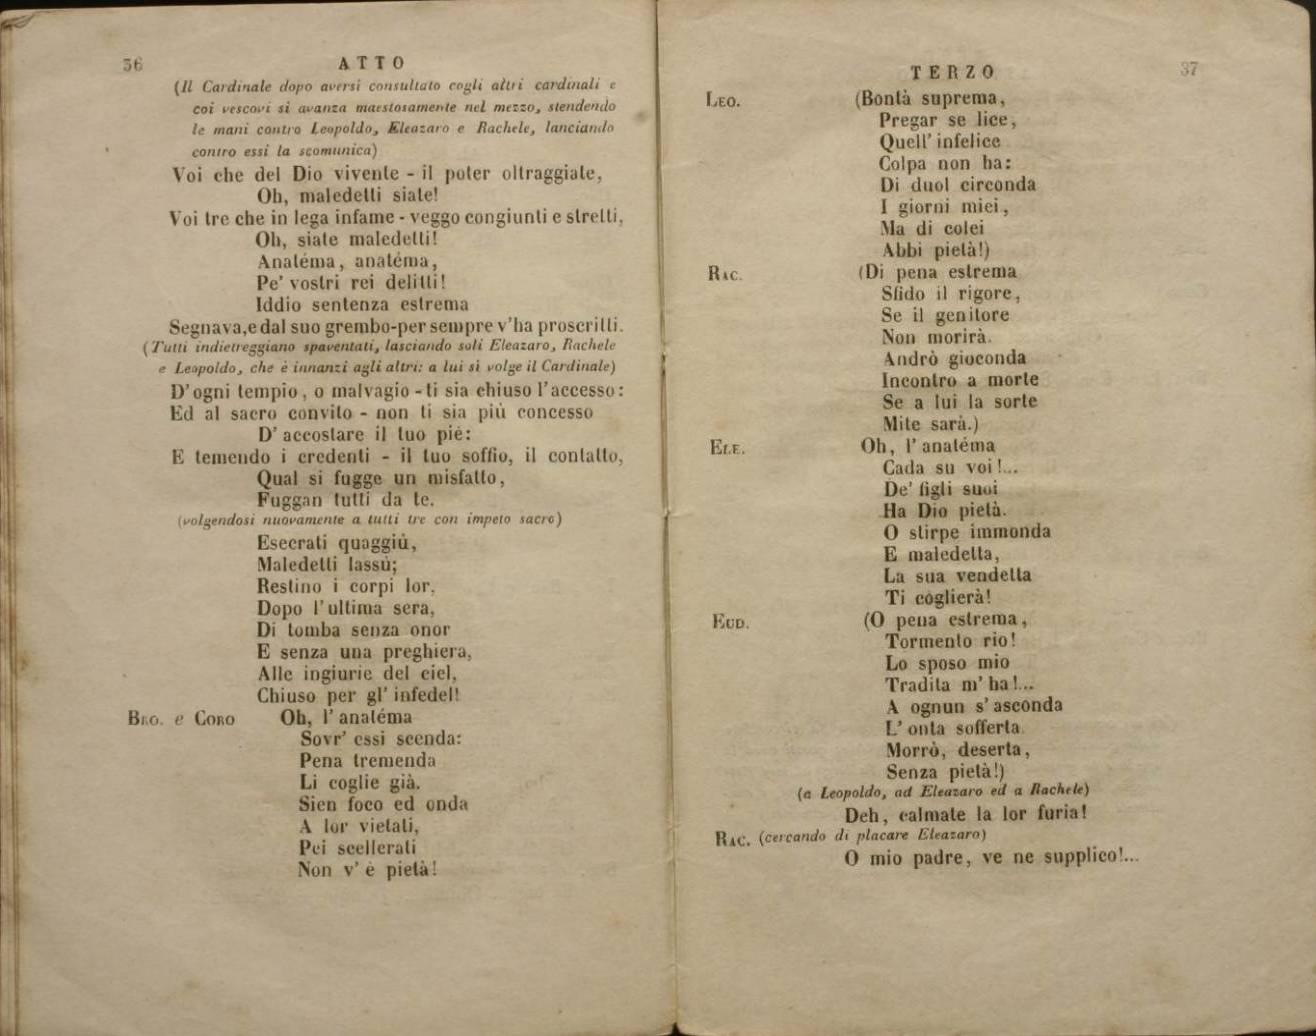 36
ATTO
(Il Cardinale dopo aversi consultato cogli altri cardinali e
coi vescovi si avanza maestosamente nel mezzo, stendendo
le mani contro Leopoldo, Eleazaro e Rachele, lanciando
contro essi la scomunica)
Voi che del Dio vivente - il poter oltraggiate,
Oh, maledetti siate!
Voi tre che in lega infame - veggo congiunti e stretti,
Oh, siate maledetti!
Anatéma, anatéma,
Pe' vostri rei delitti!
Iddio sentenza estrema
Segnava, e dal suo grembo-per sempre v'ha proscritti.
(Tutti indietreggiano spaventati, lasciando soli Eleazaro, Rachele
e Leopoldo, che è innanzi agli altri: a lui si volge il Cardinale)
D'ogni tempio, o malvagio - ti sia chiuso l'accesso:
Ed al sacro convito - non ti sia più concesso
D'accostare il tuo piè:
E temendo i credenti - il tuo soffio, il contatto,
Qual si fugge un misfatto,
Fuggan tutti da te.
(volgendosi nuovamente a tutti tre con impeto sacro)
Esecrati quaggiù,
Maledetti lassù;
Restino i corpi lor,
Dopo l'ultima sera,
Di tomba senza onor
E senza una preghiera,
Alle ingiurie del ciel,
Chiuso per gl'infedel!
BRO. e CORO Oh, l'anatéma
Sovr' essi scenda:
Pena tremenda
Li coglie già.
Sien foco ed onda
A lor vietati,
Pei scellerati
Non v'è pietà!
TERZO
37
LEO. (Bontà suprema,
Pregar se lice,
Quell' infelice
Colpa non ha:
Di duol circonda
I giorni miei,
Ma di colei
Abbi pietà!)
RAC. (Di pena estrema
Sfido il rigore,
Se il genitore
Non morirà.
Andrò gioconda
Incontro a morte
Se a lui la sorte
Mite sarà.)
ELE. Oh, l'anatéma
Cada su voi!...
De' figli suoi
Ha Dio pietà.
O stirpe immonda
E maledetta,
La sua vendetta
Ti coglierà!
EUD. (O pena estrema,
Tormento rio!
Lo sposo mio
Tradita m'ha!...
A ognun s'asconda
L'onta sofferta
Morrò, deserta,
Senza pietà!)
(a Leopoldo, ad Eleazaro ed a Rachele)
Deh, calmate la lor furia!
RAC. (cercando di placare Eleazaro)
O mio padre, ve ne supplico!...